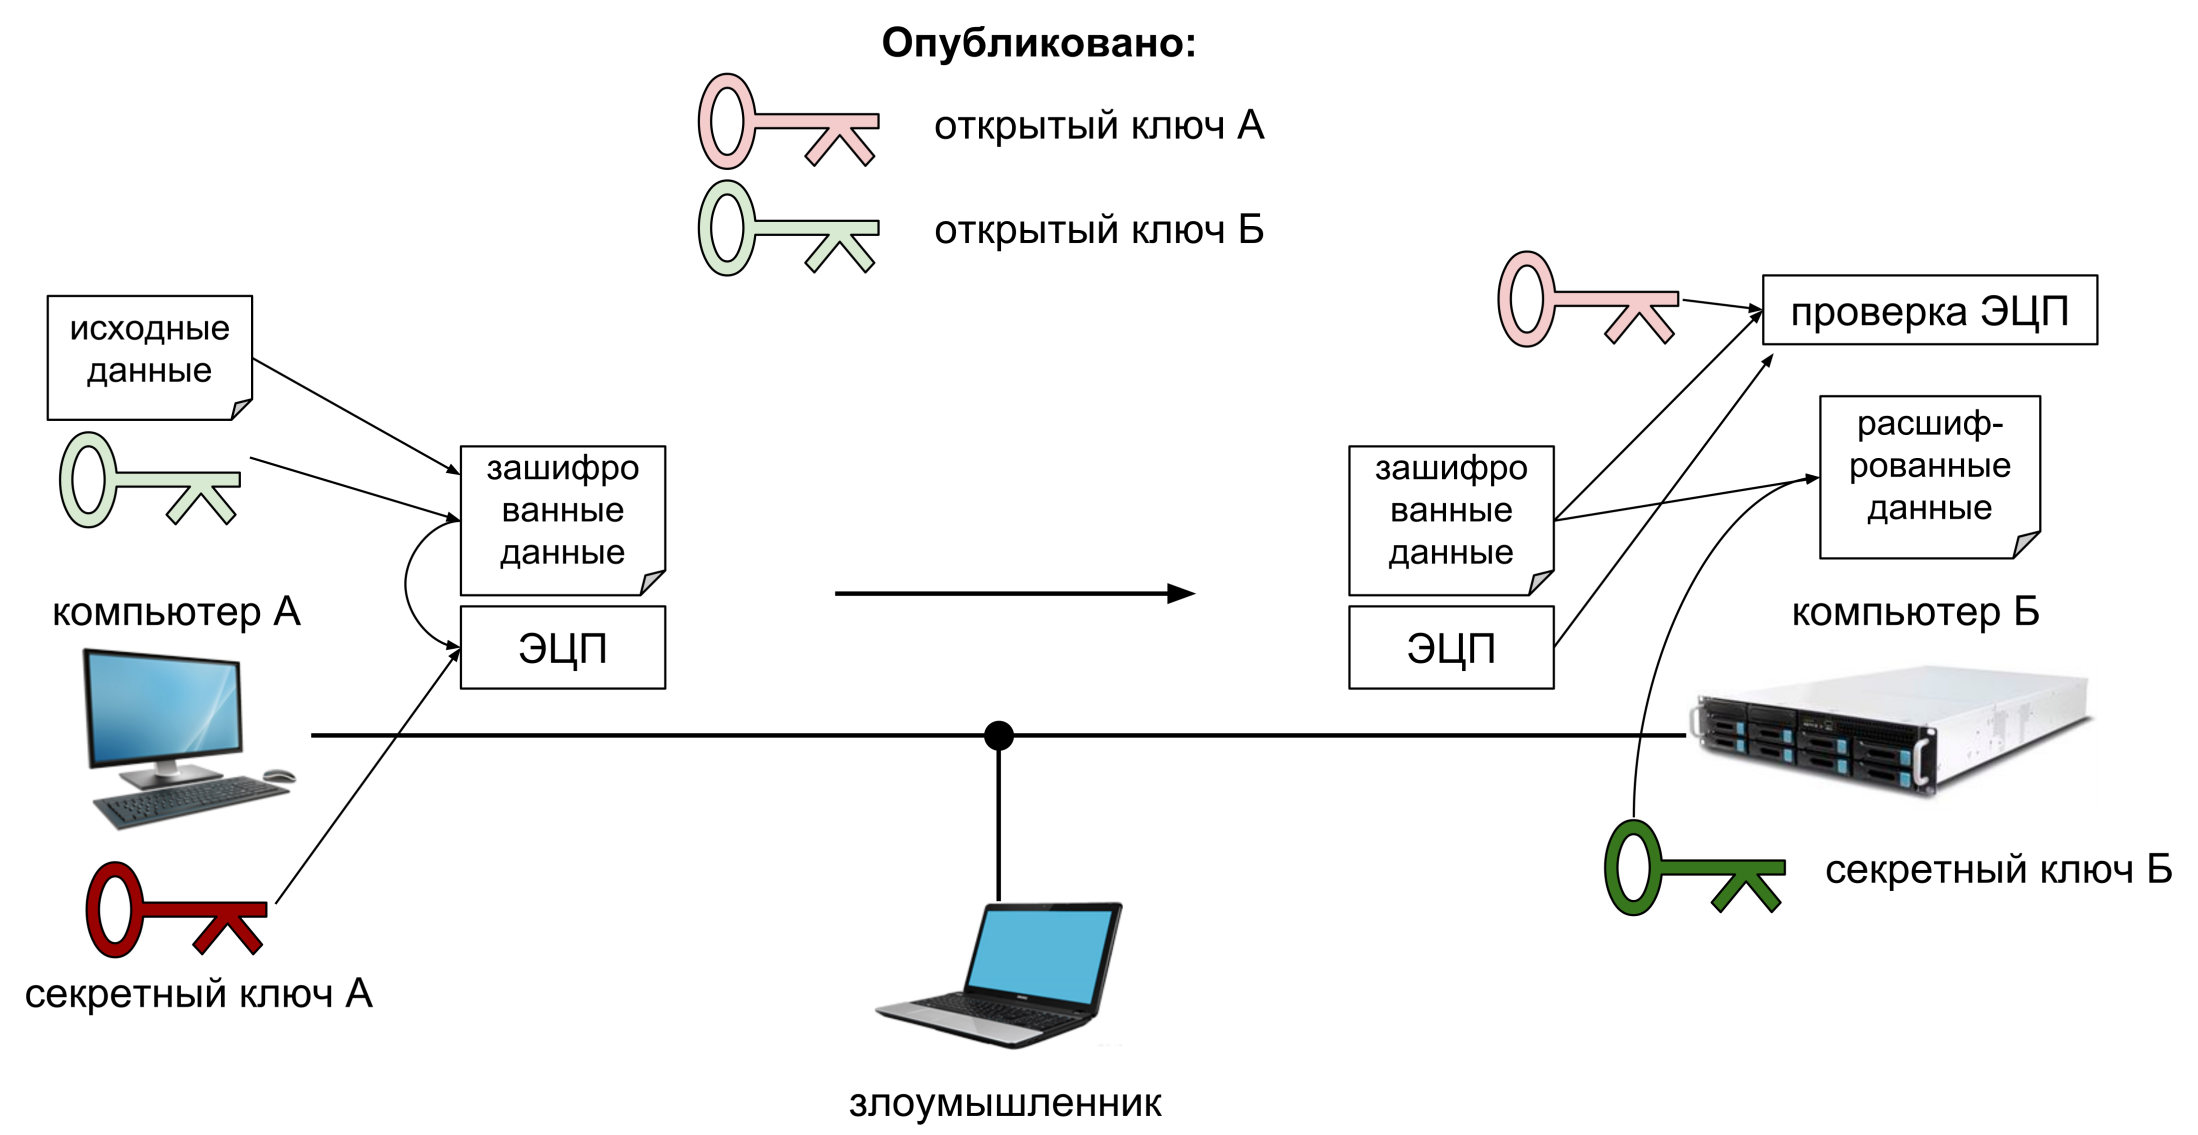 Опубликовано:
открытый ключ А
открытый ключ Б
исходные
данные
зашифро
ванные
данные
ЭЦП
компьютер А
секретный ключ А
злоумышленник
зашифро
ванные
данные
ЭЦП
проверка ЭЦП
расшиф-
рованные
данные
компьютер Б
секретный ключ Б